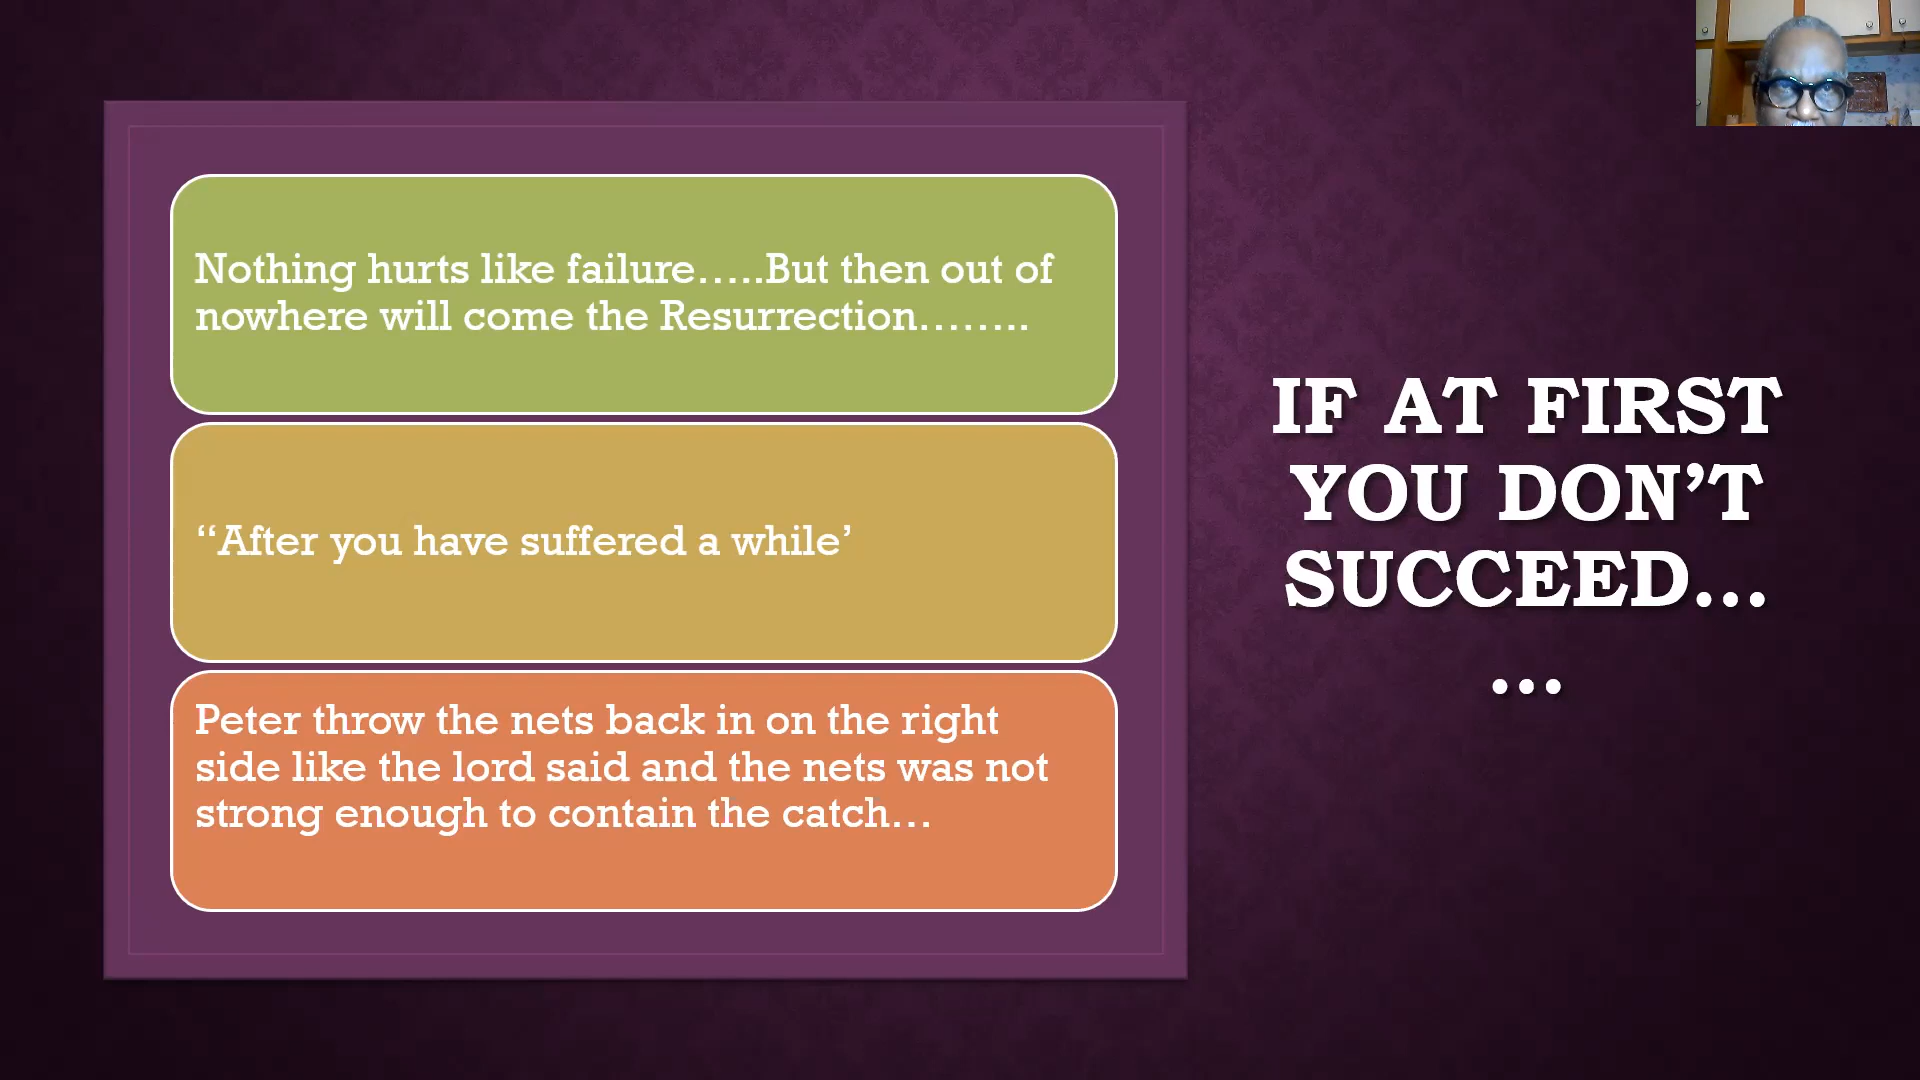 Nothing hurts like failure…..But then out of
nowhere will come the Resurrection……..
“After you have suffered a while’
Peter throw the nets back in on the right
side like the lord said and the nets was not
strong enough to contain the catch…
IF AT FIRST
YOU DON’T
SUCCEED…
…